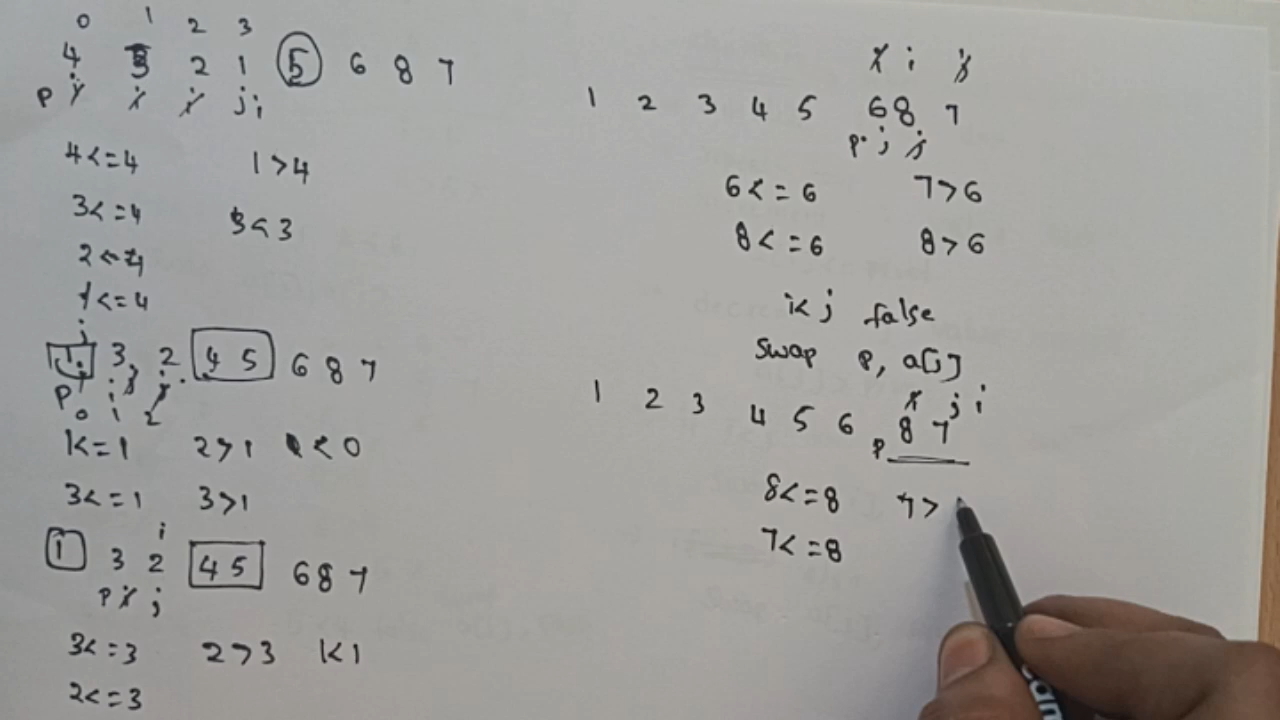 0 1 2 3
4 3 2 1 5 6 8 7
p j i
4<=4 1>4
3<=4 3<3
2<=4
1<=4
j
1 3 2 4 5 6 8 7
p
0 1 2
1<=1 2>1 <0
3<=1 3>1
i
1 3 2 4 5 6 8 7
p i j
3<=3 2>3 1<1
2<=3
i i j
1 2 3 4 5 6 8 7
p j j
6<=6 7>6
8<=6 8>6
i<j false
swap p, a[j]
i j i
1 2 3 4 5 6 8 7
p
8<=8 7>
7<=8